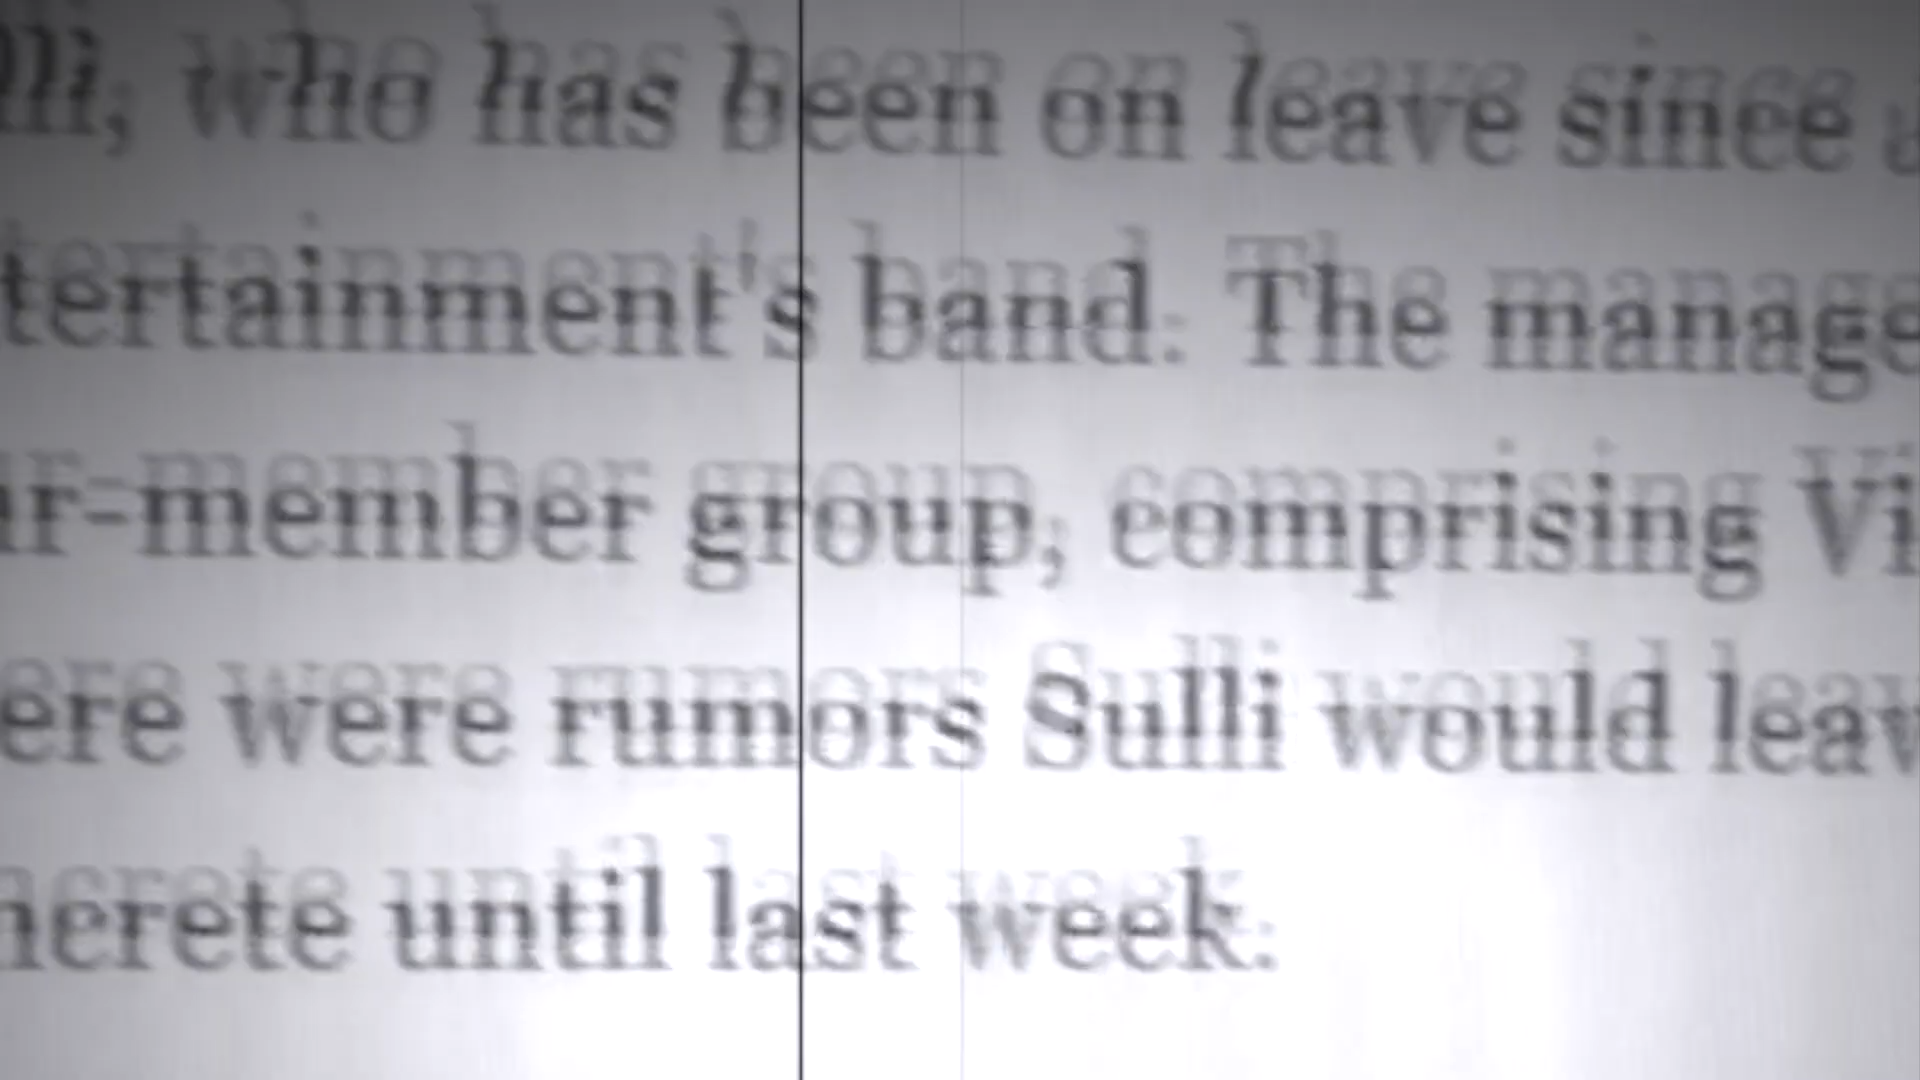 lli, who has been on leave since
tertainment's band. The manage
ur-member group, comprising Vi
ere were rumors Sulli would leav
ncrete until last week.